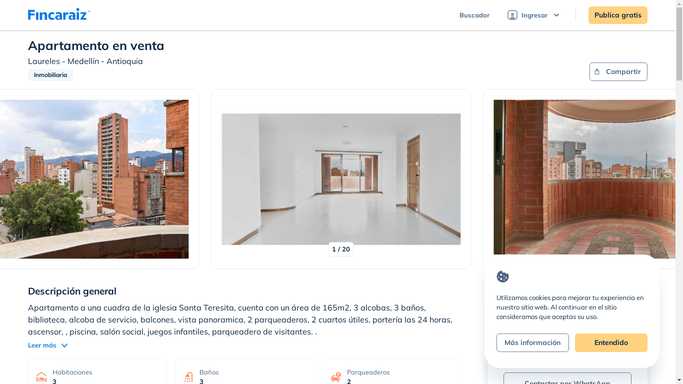 Fincaraiz
Buscador
Ingresar
Publica gratis
Apartamento en venta
Laureles - Medellín - Antioquia
Inmobiliaria
Compartir
1 / 20
Descripción general
Apartamento a una cuadra de la iglesia Santa Teresita, cuenta con un área de 165m2, 3 alcobas, 3 baños,
biblioteca, alcoba de servicio, balcones, vista panoramica, 2 parqueaderos, 2 cuartos útiles, portería las 24 horas,
ascensor, , piscina, salón social, juegos infantiles, parqueadero de visitantes. .
Leer más
Habitaciones
3
Baños
3
Parqueaderos
2
Utilizamos cookies para mejorar tu experiencia en
nuestro sitio web. Al continuar en el sitio
consideramos que aceptas su uso.
Más información
Entendido
Contactar por WhatsApp